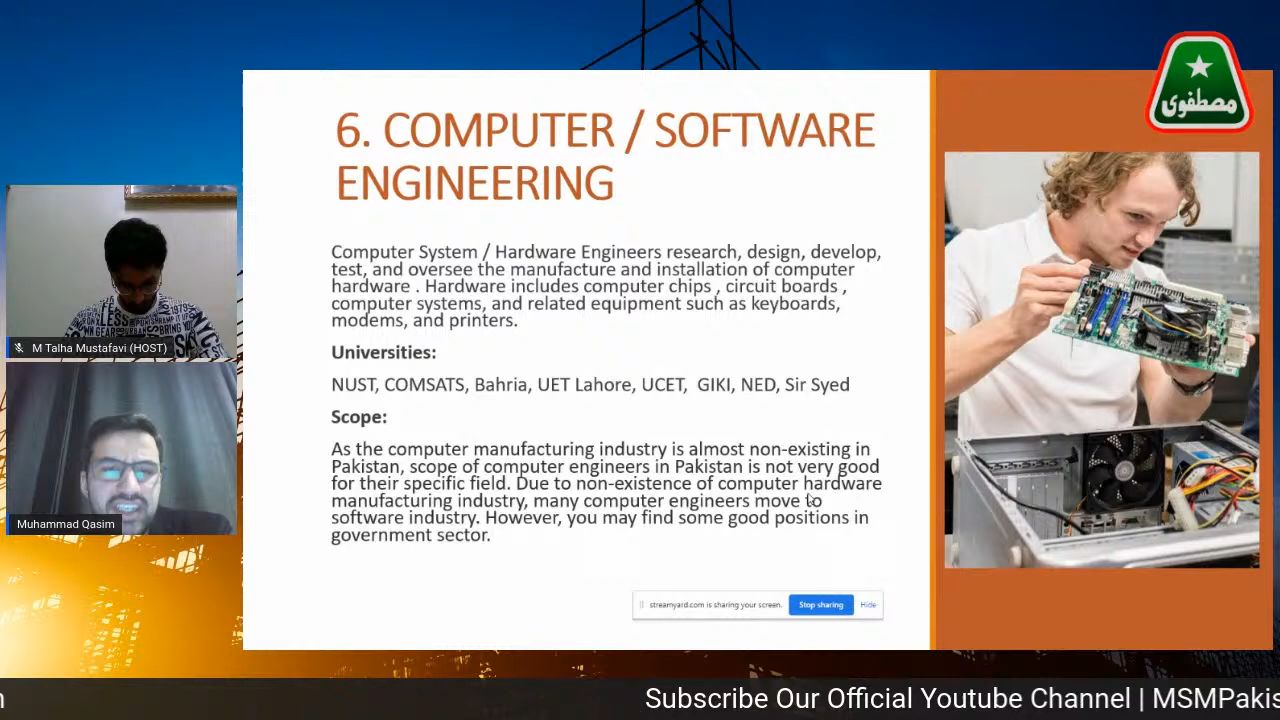 مصطفوی
6. COMPUTER / SOFTWARE
ENGINEERING
Computer System / Hardware Engineers research, design, develop,
test, and oversee the manufacture and installation of computer
hardware . Hardware includes computer chips , circuit boards ,
computer systems, and related equipment such as keyboards,
modems, and printers.
Universities:
NUST, COMSATS, Bahria, UET Lahore, UCET,  GIKI, NED, Sir Syed
Scope:
As the computer manufacturing industry is almost non-existing in
Pakistan, scope of computer engineers in Pakistan is not very good
for their specific field. Due to non-existence of computer hardware
manufacturing industry, many computer engineers move to
software industry. However, you may find some good positions in
government sector.
streamyard.com is sharing your screen.
Stop sharing
Hide
M Talha Mustafavi (HOST)
Muhammad Qasim
Subscribe Our Official Youtube Channel | MSMPakis